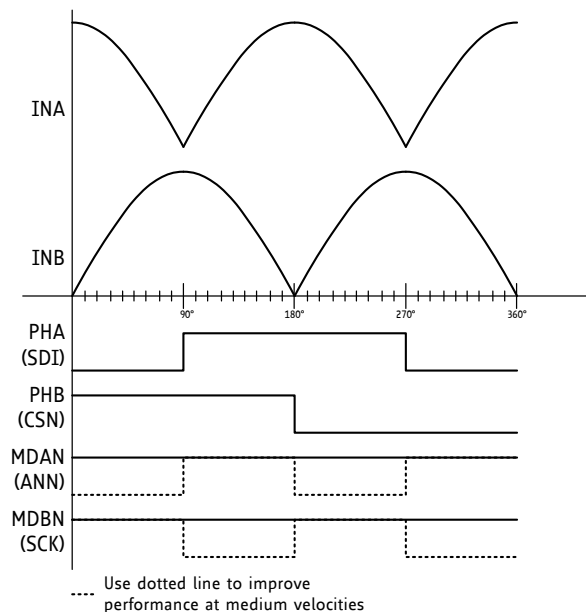 INA
INB
90° 180° 270° 360°
PHA
(SDI)
PHB
(CSN)
MDAN
(ANN)
MDBN
(SCK)
Use dotted line to improve
performance at medium velocities